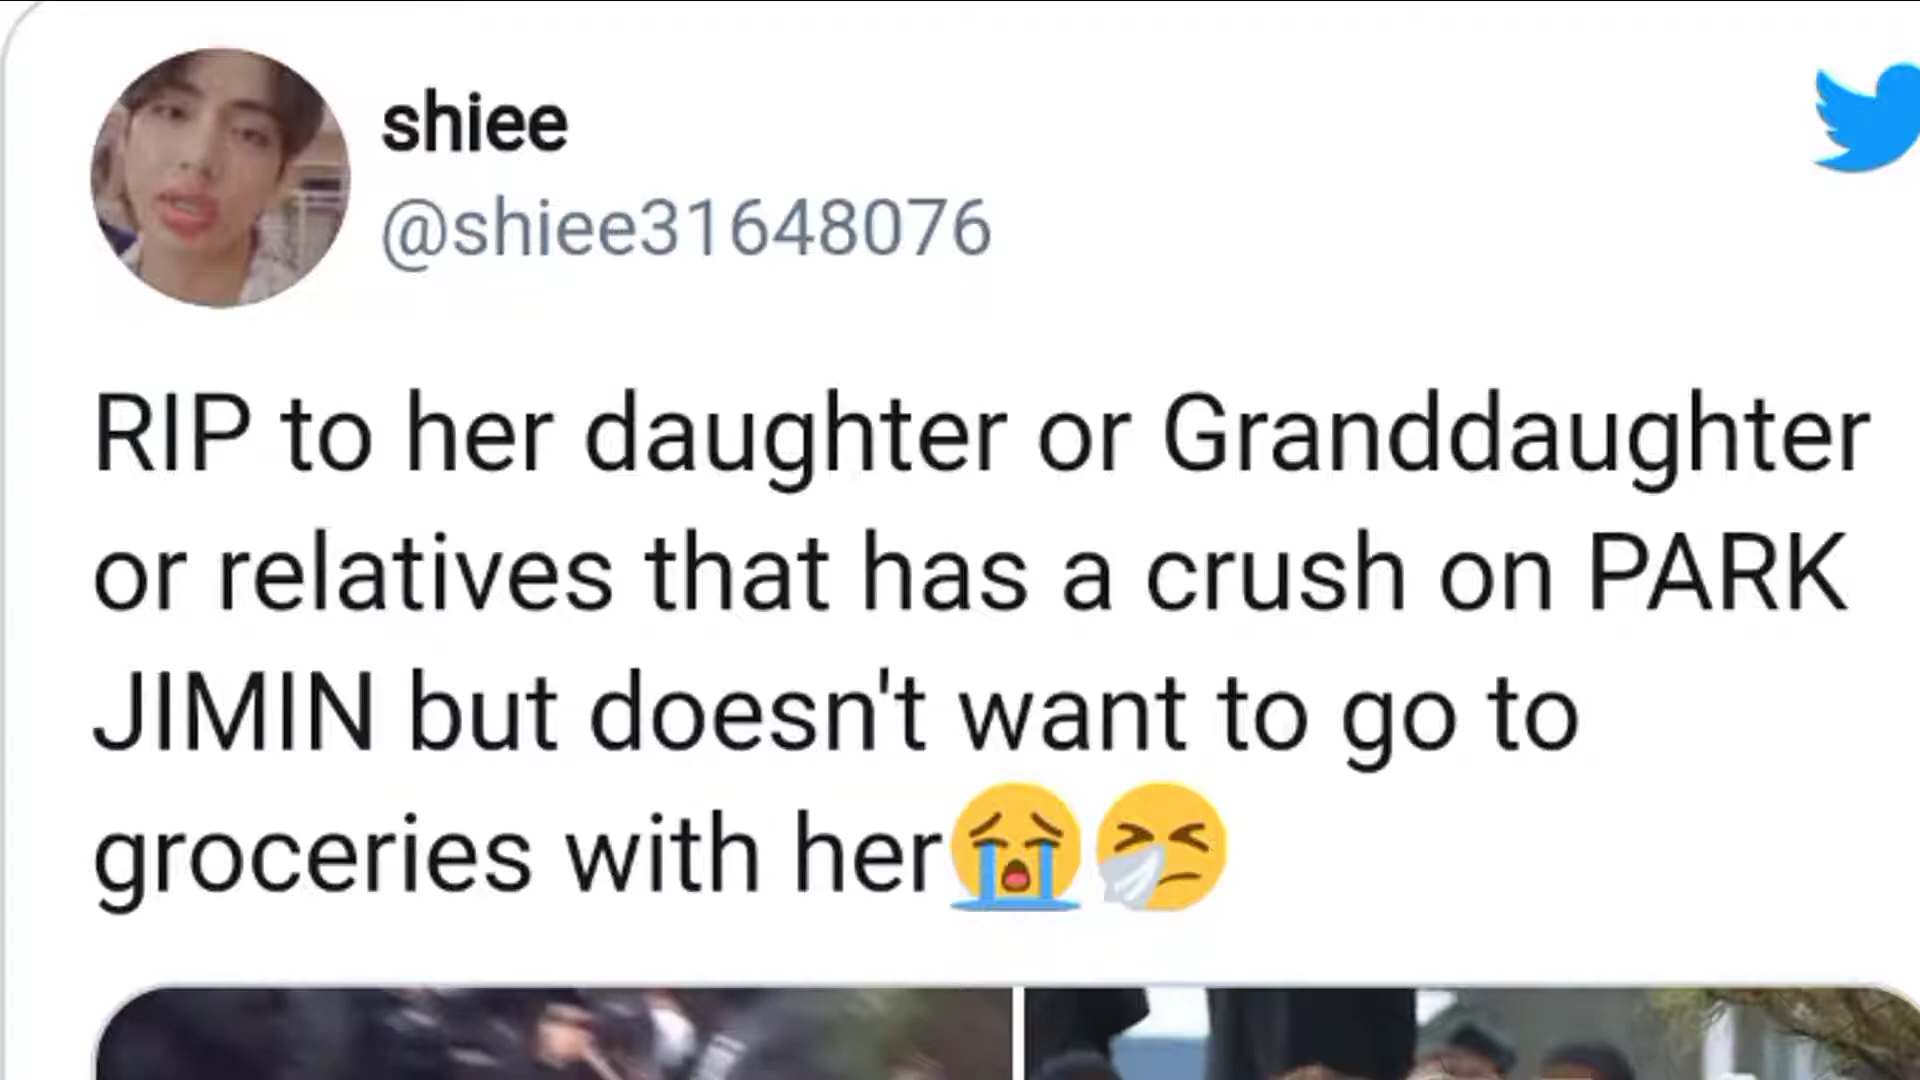 shiee
@shiee31648076
RIP to her daughter or Granddaughter
or relatives that has a crush on PARK
JIMIN but doesn't want to go to
groceries with her😭🤧